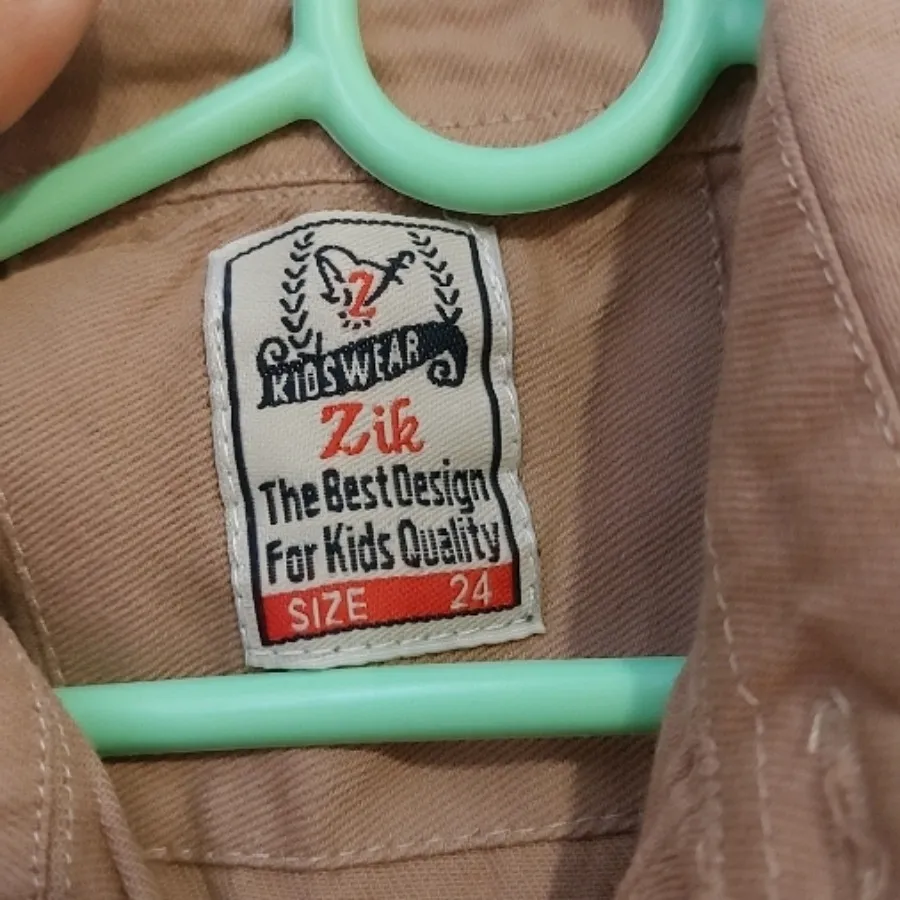 Z
KIDSWEAR
Zik
The Best Design
For Kids Quality
SIZE 24